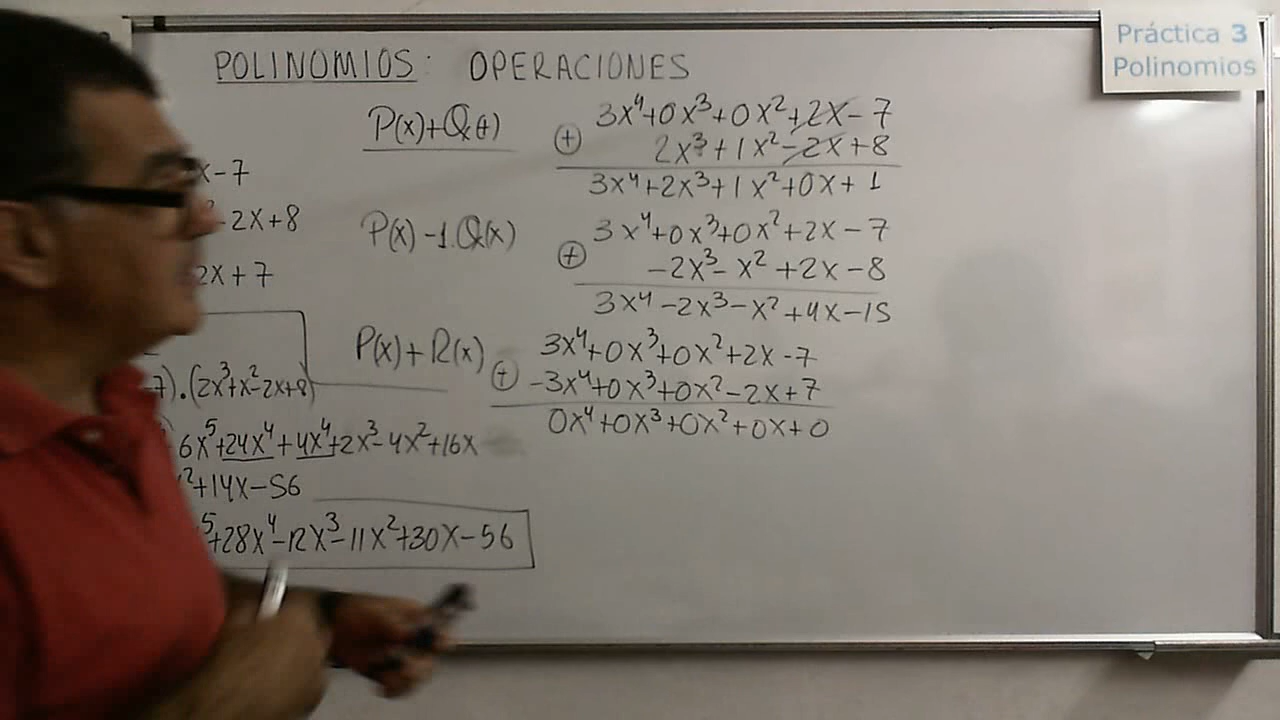 Práctica 3
Polinomios
POLINOMIOS: OPERACIONES
x-7
-2x+8
2x+7
7).(2x³+x²-2x+8)
6x⁵+24x⁴+4x⁴+2x³-4x²+16x
²+14x-56
⁵+28x⁴-12x³-11x²+30x-56
P(x)+Q(x)
3x⁴+0x³+0x²+2x-7
+ 2x³+1x²-2x+8
3x⁴+2x³+1x²+0x+1
P(x)-1.Q(x)
3x⁴+0x³+0x²+2x-7
+ -2x³-x²+2x-8
3x⁴-2x³-x²+4x-15
P(x)+R(x)
3x⁴+0x³+0x²+2x-7
+ -3x⁴+0x³+0x²-2x+7
0x⁴+0x³+0x²+0x+0